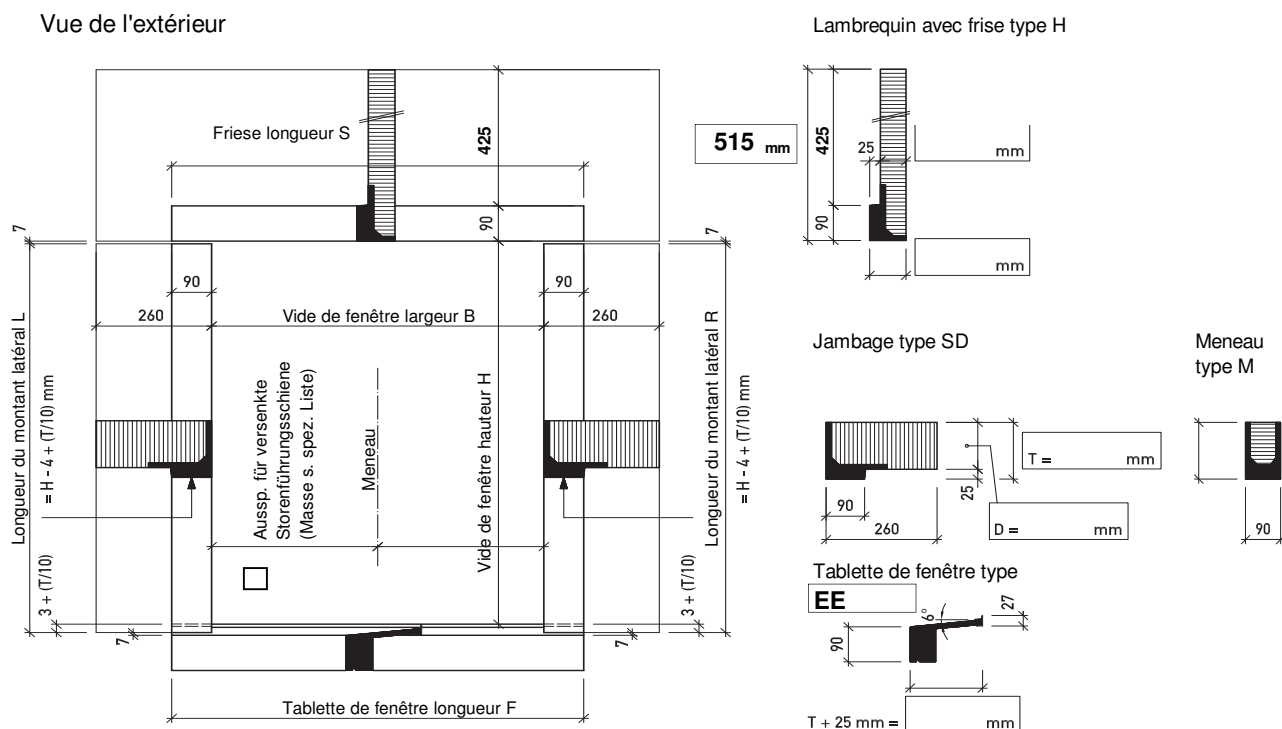 Vue de l'extérieur
Friese longueur S
425
90
7
7
90
90
260
Vide de fenêtre largeur B
260
Longueur du montant latéral L
= H - 4 + (T/10) mm
Aussp. für versenkte
Storenführungsschiene
(Masse s. spez. Liste)
Meneau
Vide de fenêtre hauteur H
Longueur du montant latéral R
= H - 4 + (T/10) mm
3 + (T/10)
3 + (T/10)
7
7
Tablette de fenêtre longueur F
Lambrequin avec frise type H
515 mm
425
25
mm
90
mm
Jambage type SD
T = mm
25
90
260
D = mm
Meneau
type M
90
Tablette de fenêtre type
EE
6°
27
90
T + 25 mm = mm